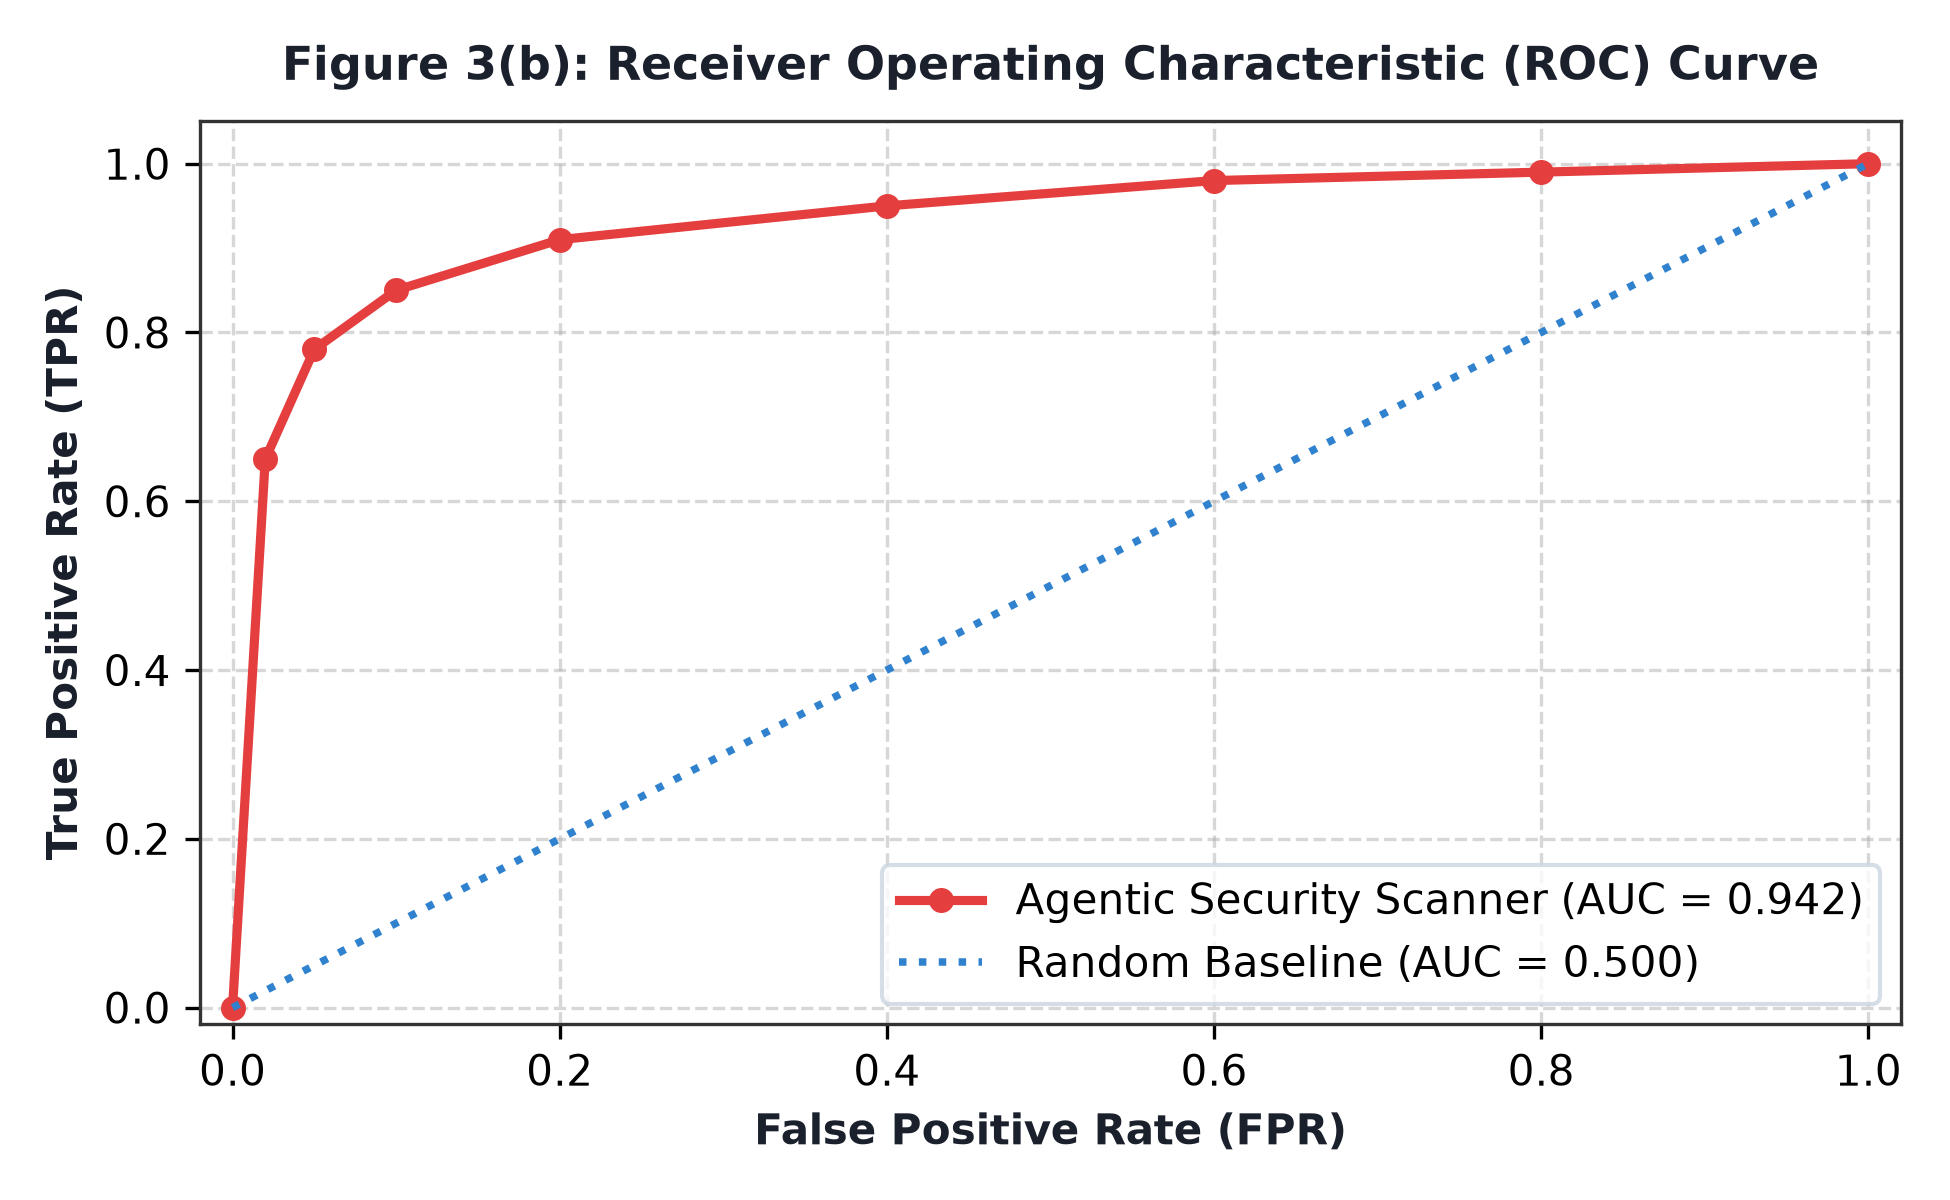 Figure 3(b): Receiver Operating Characteristic (ROC) Curve
True Positive Rate (TPR)
1.0
0.8
0.6
0.4
0.2
0.0
Agentic Security Scanner (AUC = 0.942)
Random Baseline (AUC = 0.500)
0.0 0.2 0.4 0.6 0.8 1.0
False Positive Rate (FPR)